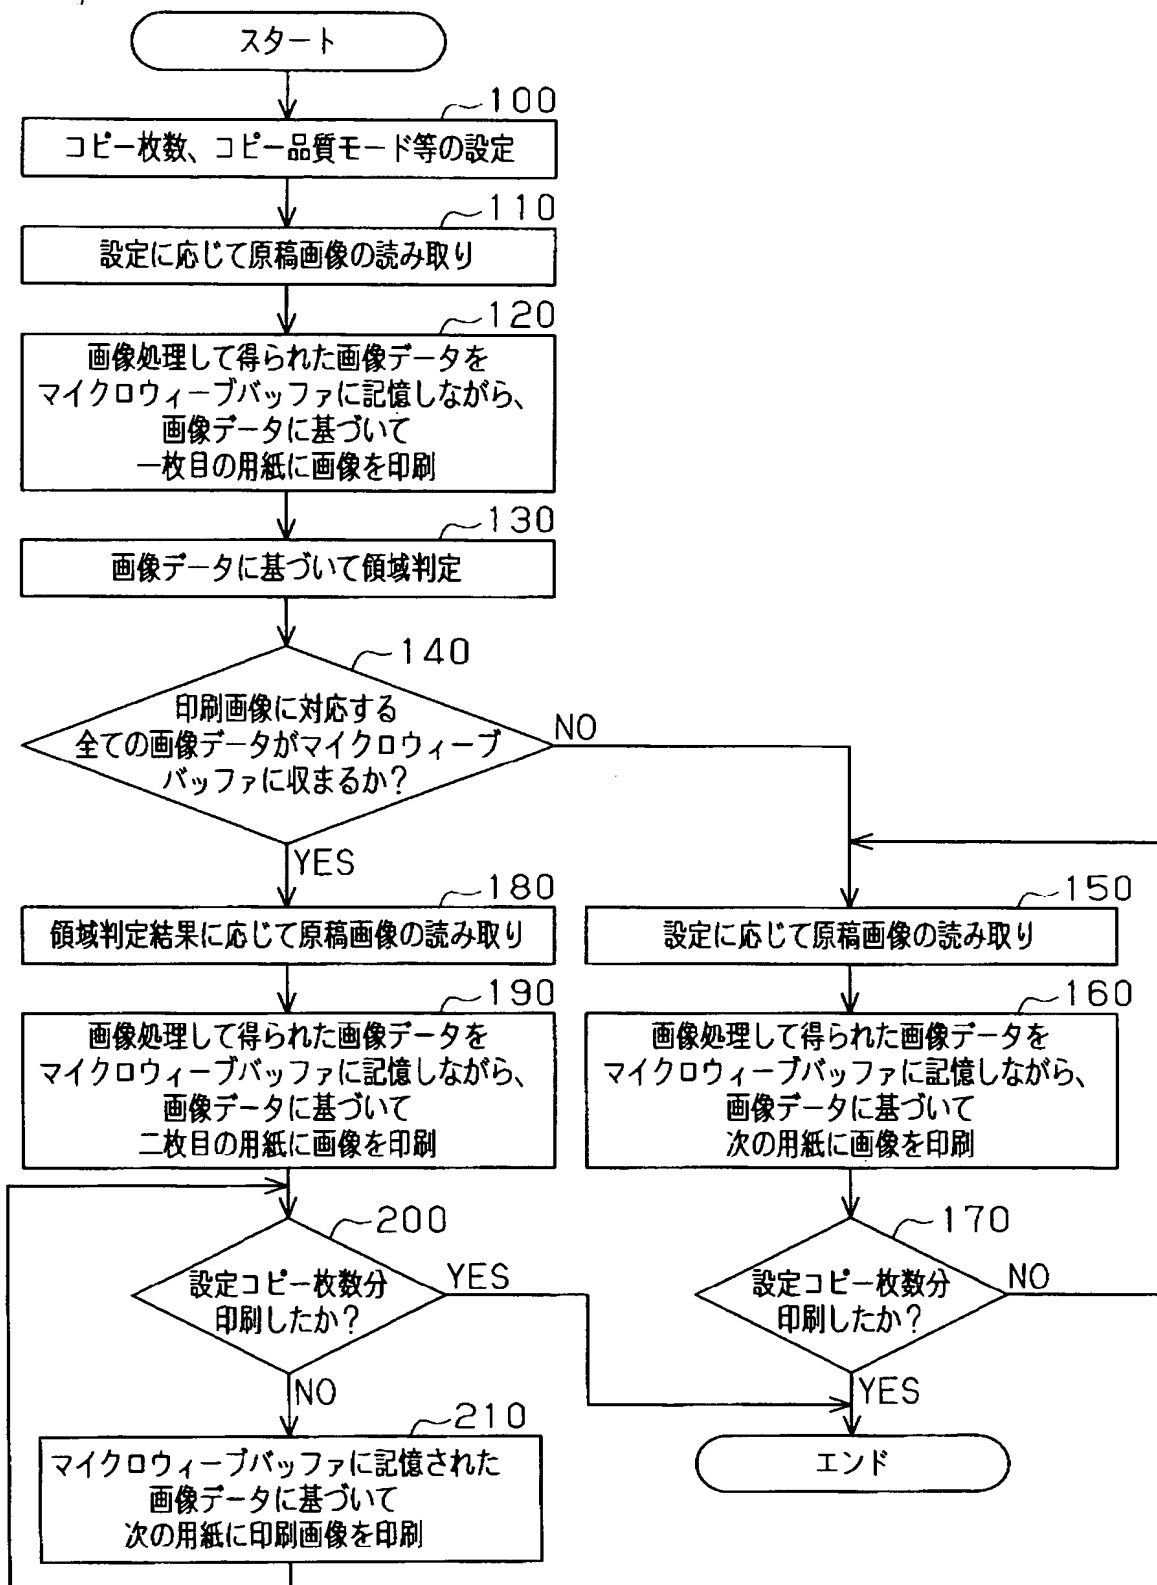 スタート
100
コピー枚数、コピー品質モード等の設定
110
設定に応じて原稿画像の読み取り
120
画像処理して得られた画像データを
マイクロウィーブバッファに記憶しながら、
画像データに基づいて
一枚目の用紙に画像を印刷
130
画像データに基づいて領域判定
140
印刷画像に対応する
全ての画像データがマイクロウィーブ
バッファに収まるか?
NO
YES
180
領域判定結果に応じて原稿画像の読み取り
150
設定に応じて原稿画像の読み取り
190
画像処理して得られた画像データを
マイクロウィーブバッファに記憶しながら、
画像データに基づいて
二枚目の用紙に画像を印刷
160
画像処理して得られた画像データを
マイクロウィーブバッファに記憶しながら、
画像データに基づいて
次の用紙に画像を印刷
200
設定コピー枚数分
印刷したか?
YES
NO
170
設定コピー枚数分
印刷したか?
NO
YES
210
マイクロウィーブバッファに記憶された
画像データに基づいて
次の用紙に印刷画像を印刷
エンド